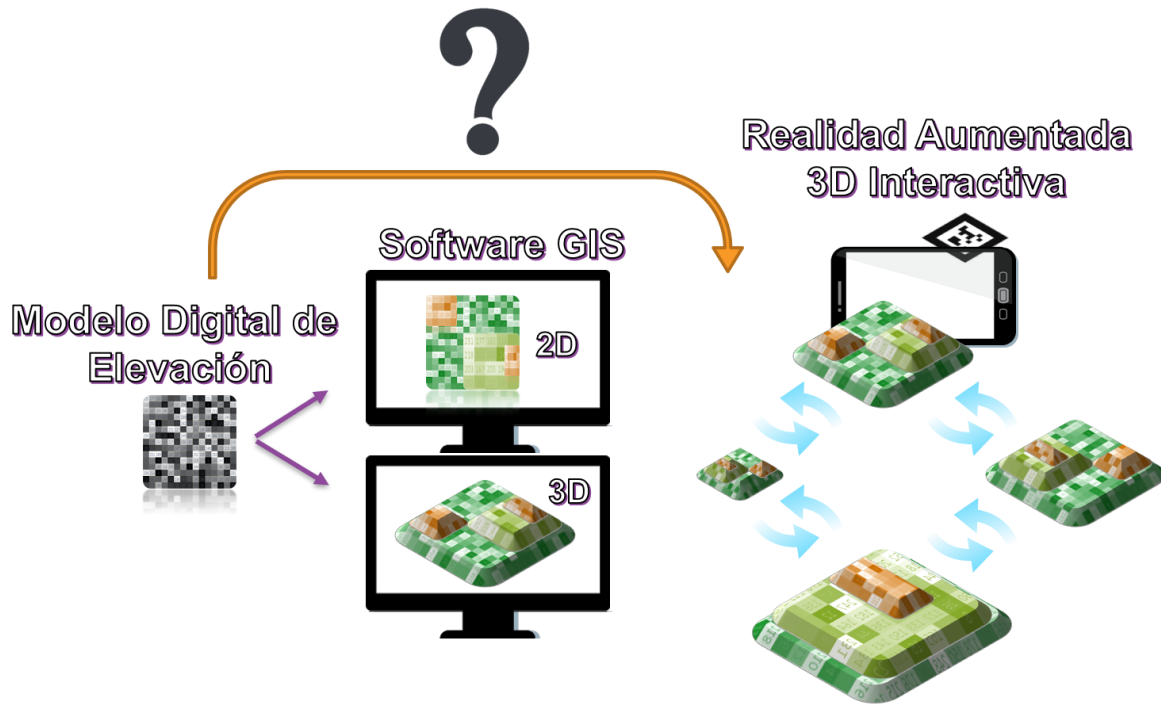 ?
Realidad Aumentada
3D Interactiva
Software GIS
Modelo Digital de
Elevación
2D
3D